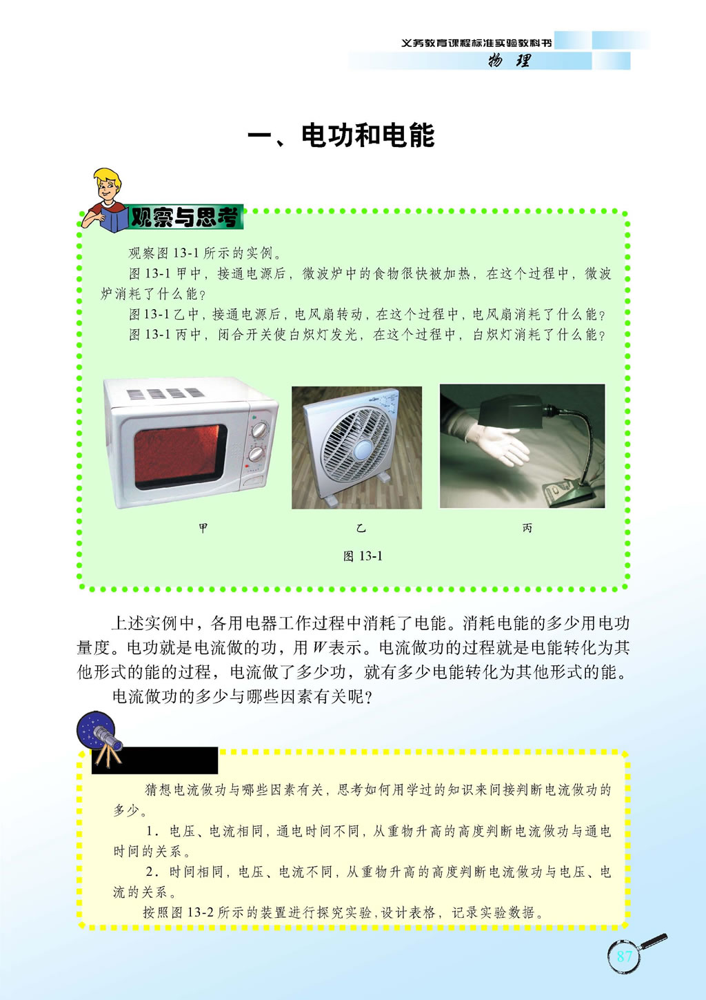 义务教育课程标准实验教科书
物 理
一、电功和电能
观察与思考
观察图 13-1 所示的实例。
图 13-1 甲中，接通电源后，微波炉中的食物很快被加热，在这个过程中，微波
炉消耗了什么能？
图 13-1 乙中，接通电源后，电风扇转动，在这个过程中，电风扇消耗了什么能？
图 13-1 丙中，闭合开关使白炽灯发光，在这个过程中，白炽灯消耗了什么能？
甲 乙 丙
图 13-1
上述实例中，各用电器工作过程中消耗了电能。消耗电能的多少用电功
量度。电功就是电流做的功，用 W 表示。电流做功的过程就是电能转化为其
他形式的能的过程，电流做了多少功，就有多少电能转化为其他形式的能。
电流做功的多少与哪些因素有关呢？
猜想电流做功与哪些因素有关，思考如何用学过的知识来间接判断电流做功的
多少。
1．电压、电流相同，通电时间不同，从重物升高的高度判断电流做功与通电
时间的关系。
2．时间相同，电压、电流不同，从重物升高的高度判断电流做功与电压、电
流的关系。
按照图 13-2 所示的装置进行探究实验，设计表格，记录实验数据。
87